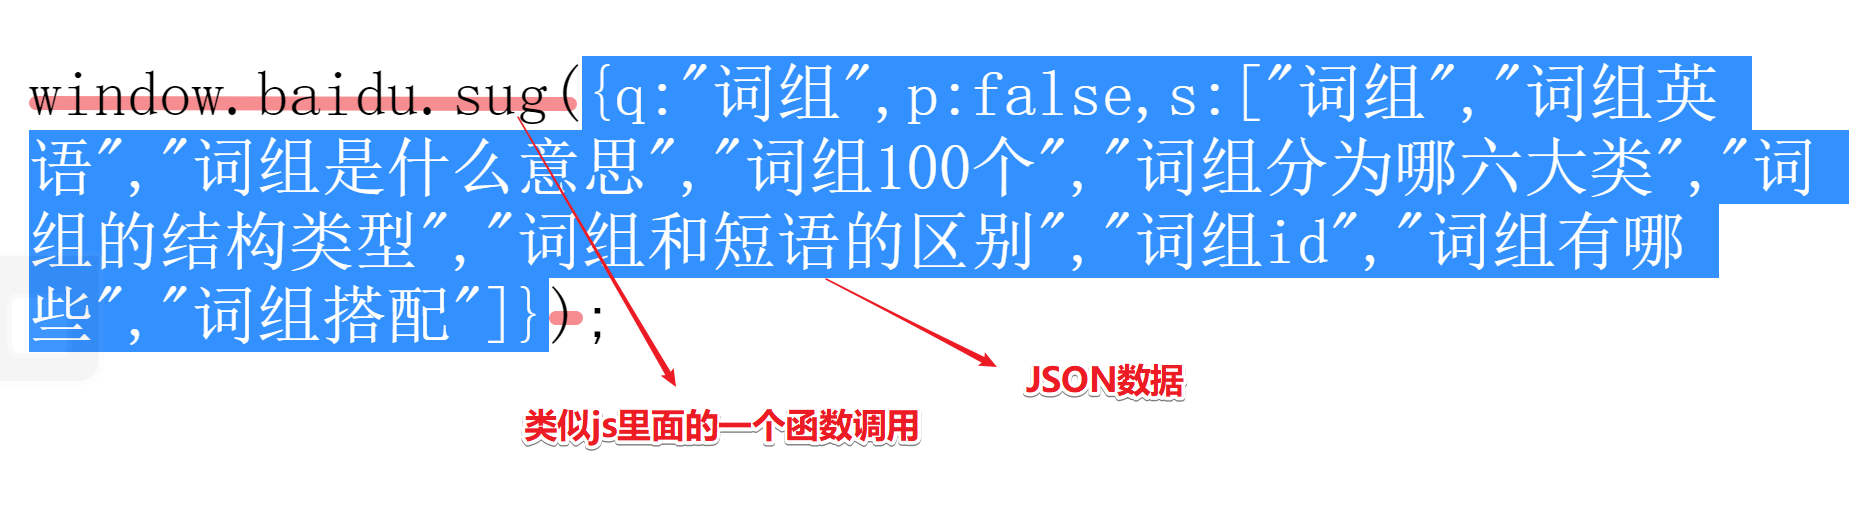 window.baidu.sug({q:"词组",p:false,s:["词组","词组英
语","词组是什么意思","词组100个","词组分为哪六大类","词
组的结构类型","词组和短语的区别","词组id","词组有哪
些","词组搭配"]});
JSON数据
类似js里面的一个函数调用